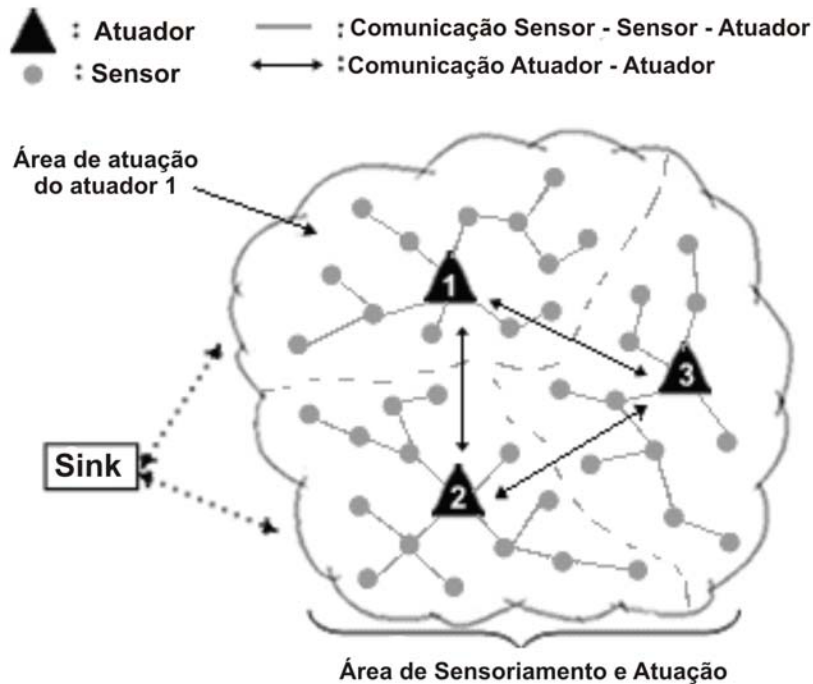 : Atuador
: Comunicação Sensor - Sensor - Atuador
: Sensor
: Comunicação Atuador - Atuador
Área de atuação
do atuador 1
1
3
Sink
2
Área de Sensoriamento e Atuação